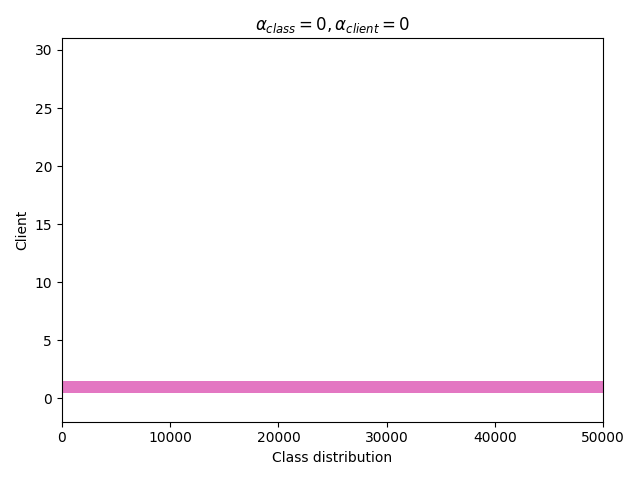 α_class = 0, α_client = 0
30
25
20
15
10
5
0
Client
0 10000 20000 30000 40000 50000
Class distribution